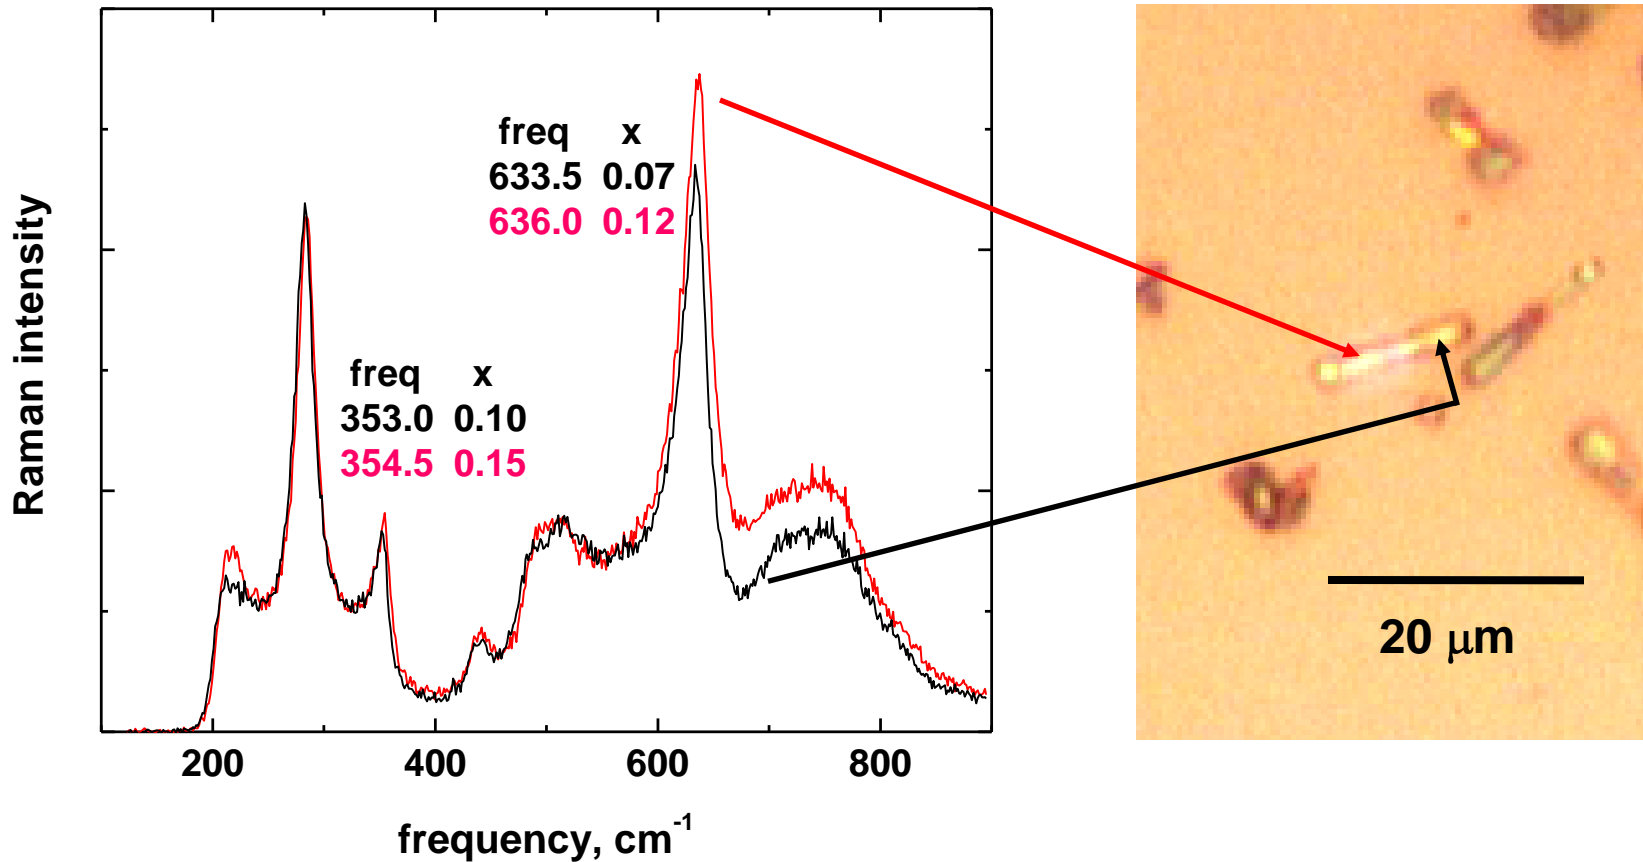 Raman intensity
freq x
633.5 0.07
636.0 0.12
freq x
353.0 0.10
354.5 0.15
200 400 600 800
frequency, cm⁻¹
20 μm